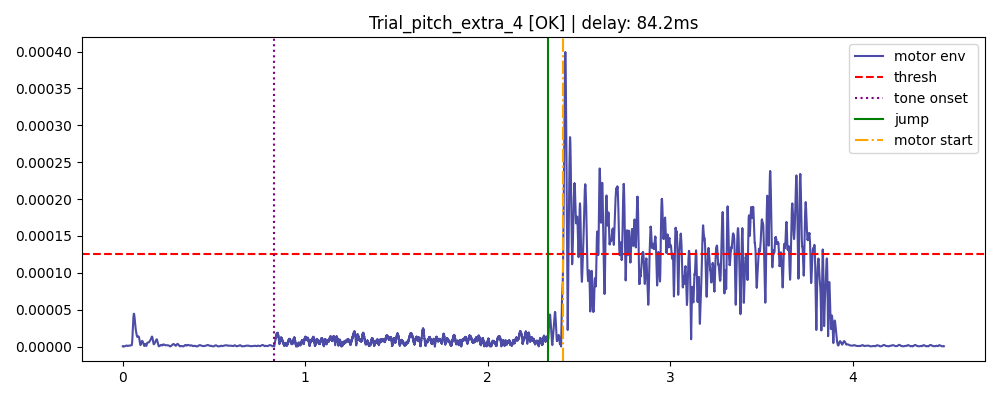 Trial_pitch_extra_4 [OK] | delay: 84.2ms
0.00040
0.00035
0.00030
0.00025
0.00020
0.00015
0.00010
0.00005
0.00000
motor env
thresh
tone onset
jump
motor start
0 1 2 3 4